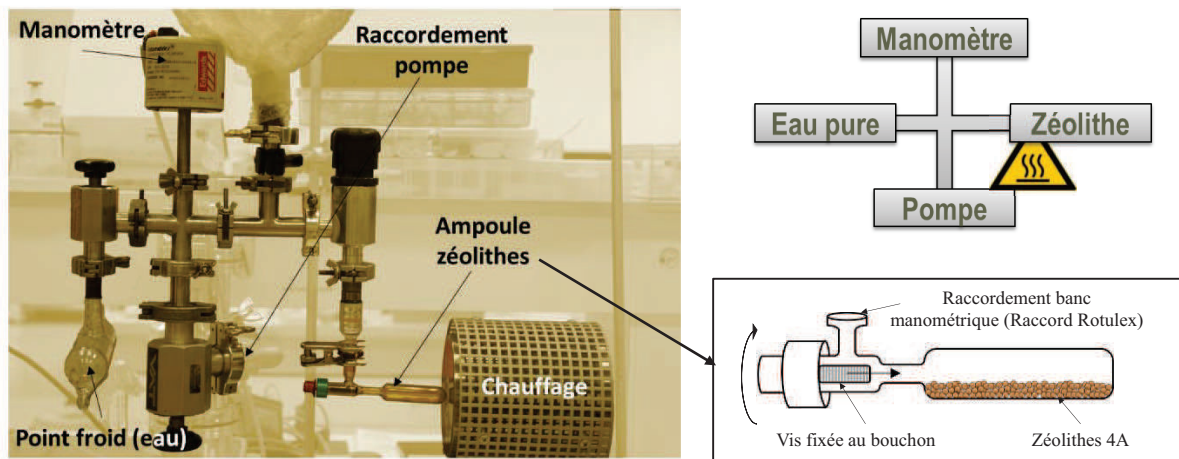 Manomètre
Raccordement
pompe
Ampoule
zéolithes
Chauffage
Point froid (eau)
Edwards
Manomètre
Eau pure
Zéolithe
Pompe
Raccordement banc
manométrique (Raccord Rotulex)
Vis fixée au bouchon
Zéolithes 4A